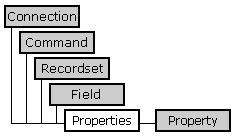 Connection
Command
Recordset
Field
Properties
Property